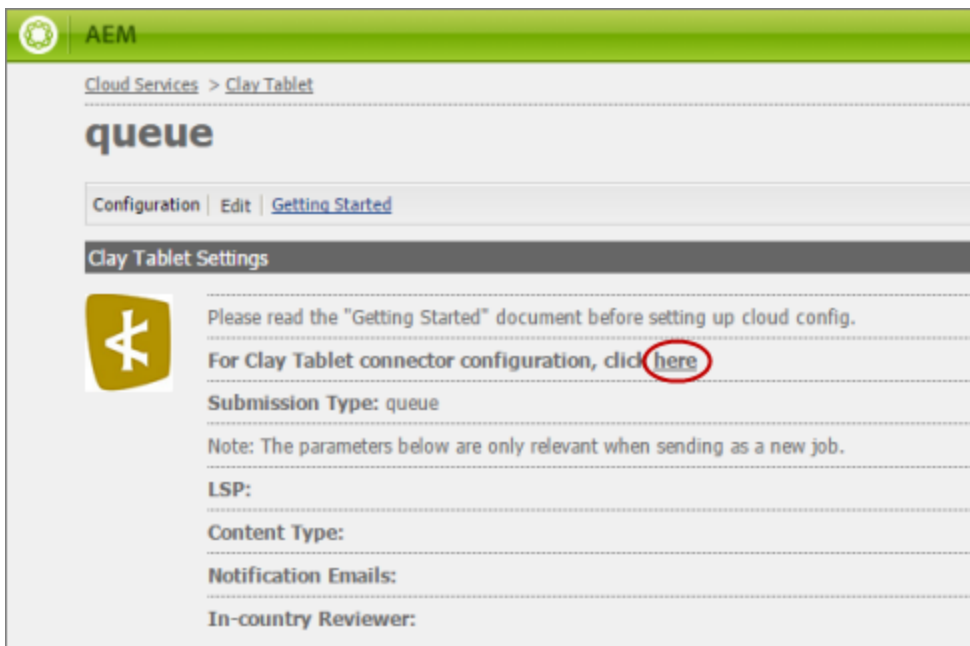 AEM
Cloud Services > Clay Tablet
queue
Configuration | Edit | Getting Started
Clay Tablet Settings
Please read the "Getting Started" document before setting up cloud config.
For Clay Tablet connector configuration, click here
Submission Type: queue
Note: The parameters below are only relevant when sending as a new job.
LSP:
Content Type:
Notification Emails:
In-country Reviewer: